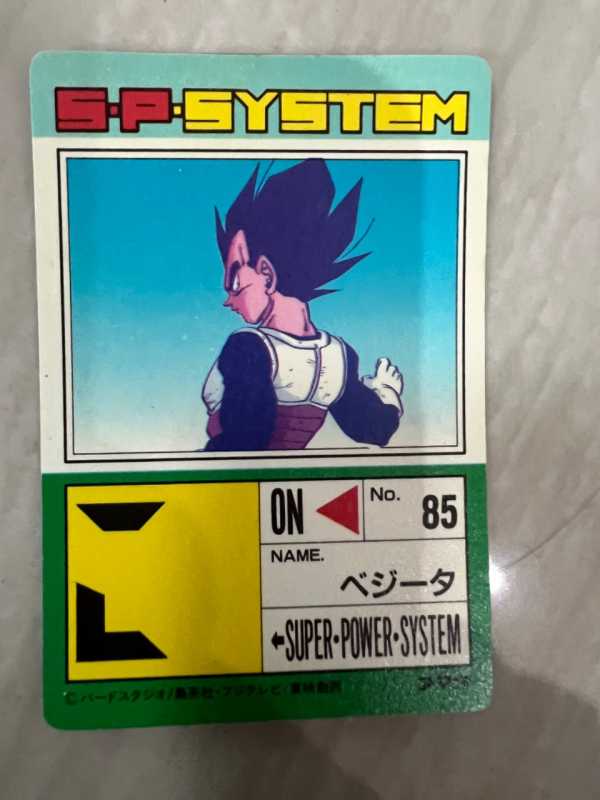 S·P·SYSTEM
ON
No. 85
NAME.
ベジータ
←SUPER·POWER·SYSTEM
©バードスタジオ/集英社・フジテレビ・東映動画